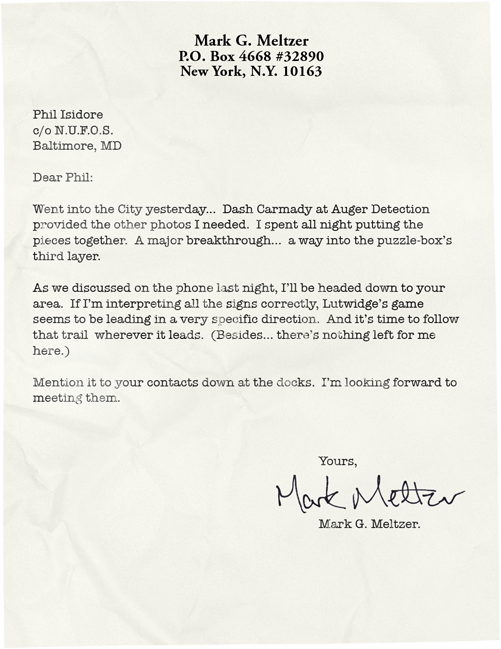 Mark G. Meltzer
P.O. Box 4668 #32890
New York, N.Y. 10163
Phil Isidore
c/o N.U.F.O.S.
Baltimore, MD
Dear Phil:
Went into the City yesterday... Dash Carmady at Auger Detection
provided the other photos I needed. I spent all night putting the
pieces together. A major breakthrough... a way into the puzzle-box's
third layer.
As we discussed on the phone last night, I'll be headed down to your
area. If I'm interpreting all the signs correctly, Lutwidge's game
seems to be leading in a very specific direction. And it's time to follow
that trail wherever it leads. (Besides... there's nothing left for me
here.)
Mention it to your contacts down at the docks. I'm looking forward to
meeting them.
Yours,
Mark Meltzer
Mark G. Meltzer.